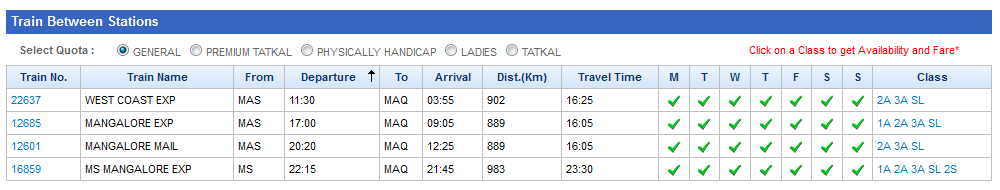 Train Between Stations
Select Quota : GENERAL PREMIUM TATKAL PHYSICALLY HANDICAP LADIES TATKAL Click on a Class to get Availability and Fare*
Train No. Train Name From Departure To Arrival Dist.(Km) Travel Time M T W T F S S Class
22637 WEST COAST EXP MAS 11:30 MAQ 03:55 902 16:25 2A 3A SL
12685 MANGALORE EXP MAS 17:00 MAQ 09:05 889 16:05 1A 2A 3A SL
12601 MANGALORE MAIL MAS 20:20 MAQ 12:25 889 16:05 2A 3A SL
16859 MS MANGALORE EXP MS 22:15 MAQ 21:45 983 23:30 1A 2A 3A SL 2S